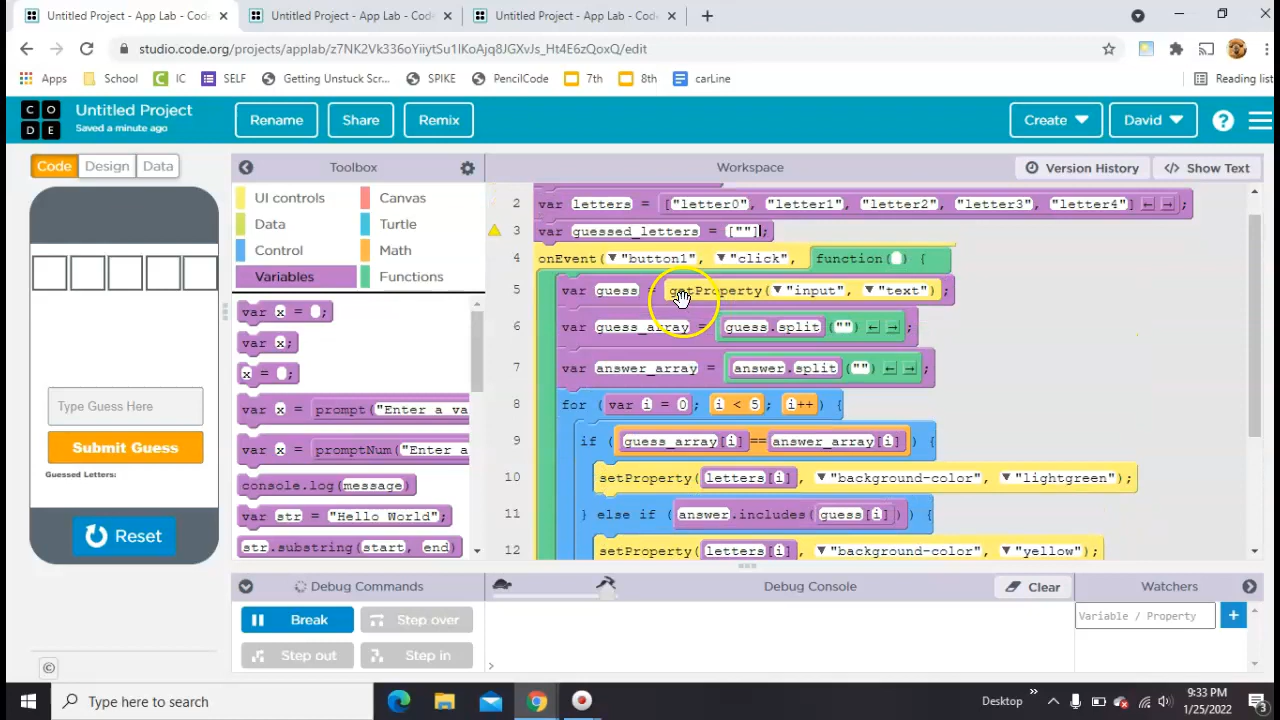 Untitled Project - App Lab - Code
Untitled Project - App Lab - Code.
Untitled Project - App Lab - Code.
studio.code.org/projects/applab/z7NK2Vk336oYiiytSu1IKoAjq8JGXvJs_Ht4E6zQoxQ/edit
Apps School IC SELF Getting Unstuck Scr... SPIKE PencilCode 7th 8th carLine Reading list
C O
D E
Untitled Project
Saved a minute ago
Rename Share Remix Create David ?
Code Design Data Toolbox Workspace Version History </> Show Text
UI controls Canvas
Data Turtle
Control Math
Variables Functions
var x = ;
var x;
x = ;
var x = prompt("Enter a va
var x = promptNum("Enter a
console.log(message)
var str = "Hello World";
str.substring(start, end)
2 var letters = ["letter0", "letter1", "letter2", "letter3", "letter4"] ;
3 var guessed_letters = [""];
4 onEvent( "button1", "click", function( ) {
5 var guess = getProperty( "input", "text") ;
6 var guess_array = guess.split ("") ;
7 var answer_array = answer.split ("") ;
8 for ( var i = 0; i < 5; i++ ) {
9 if ( guess_array[i]==answer_array[i] ) {
10 setProperty( letters[i], "background-color", "lightgreen");
11 } else if ( answer.includes( guess[i] ) ) {
12 setProperty( letters[i], "background-color", "yellow");
Type Guess Here
Submit Guess
Guessed Letters:
Reset
Debug Commands Debug Console Clear Watchers
Break Step over
Step out Step in
Variable / Property +
>
Type here to search
Desktop
9:33 PM
1/25/2022
3